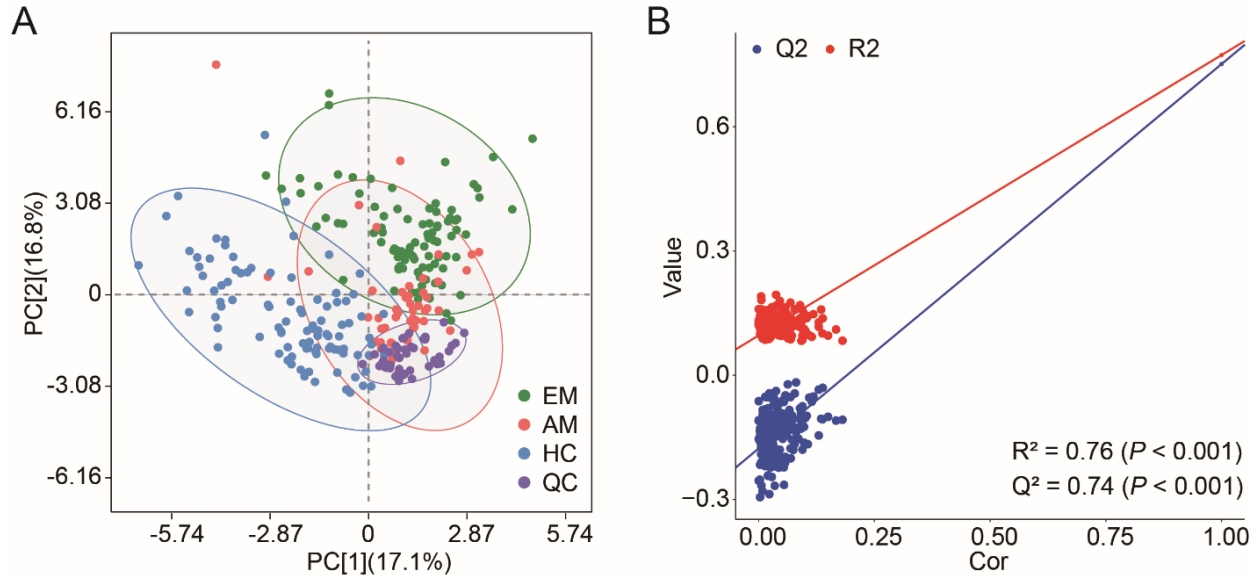 A
PC[2](16.8%)
6.16
3.08
0
-3.08
-6.16
-5.74
-2.87
0
2.87
5.74
PC[1](17.1%)
EM
AM
HC
QC
B
Q2
R2
Value
0.6
0.3
0.0
−0.3
0.00
0.25
0.50
0.75
1.00
Cor
R² = 0.76 (P < 0.001)
Q² = 0.74 (P < 0.001)